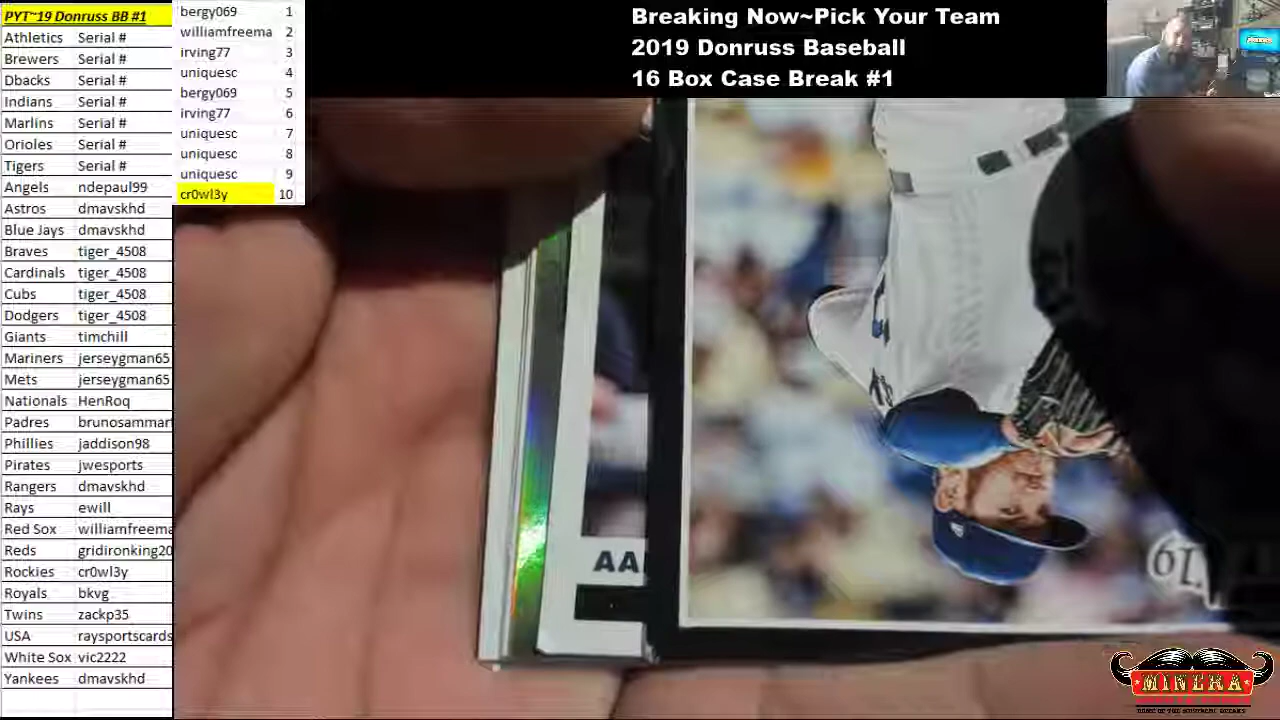 PYT~19 Donruss BB #1
Athletics Serial #
Brewers Serial #
Dbacks Serial #
Indians Serial #
Marlins Serial #
Orioles Serial #
Tigers Serial #
Angels ndepaul99
Astros dmavskhd
Blue Jays dmavskhd
Braves tiger_4508
Cardinals tiger_4508
Cubs tiger_4508
Dodgers tiger_4508
Giants timchill
Mariners jerseygman65
Mets jerseygman65
Nationals HenRoq
Padres brunosammar
Phillies jaddison98
Pirates jwesports
Rangers dmavskhd
Rays ewill
Red Sox williamfreema
Reds gridironking20
Rockies cr0wl3y
Royals bkvg
Twins zackp35
USA raysportscards
White Sox vic2222
Yankees dmavskhd
bergy069 1
williamfreema 2
irving77 3
uniquesc 4
bergy069 5
irving77 6
uniquesc 7
uniquesc 8
uniquesc 9
cr0wl3y 10
Breaking Now~Pick Your Team
2019 Donruss Baseball
16 Box Case Break #1
AA
MINERA